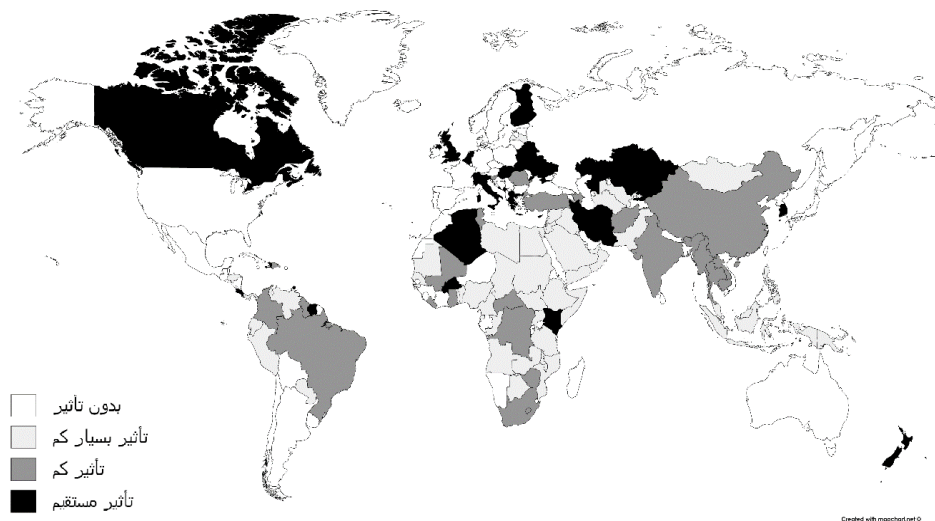 بدون تأثیر
تأثیر بسیار کم
تأثیر کم
تأثیر مستقیم
Created with mapchart.net ©